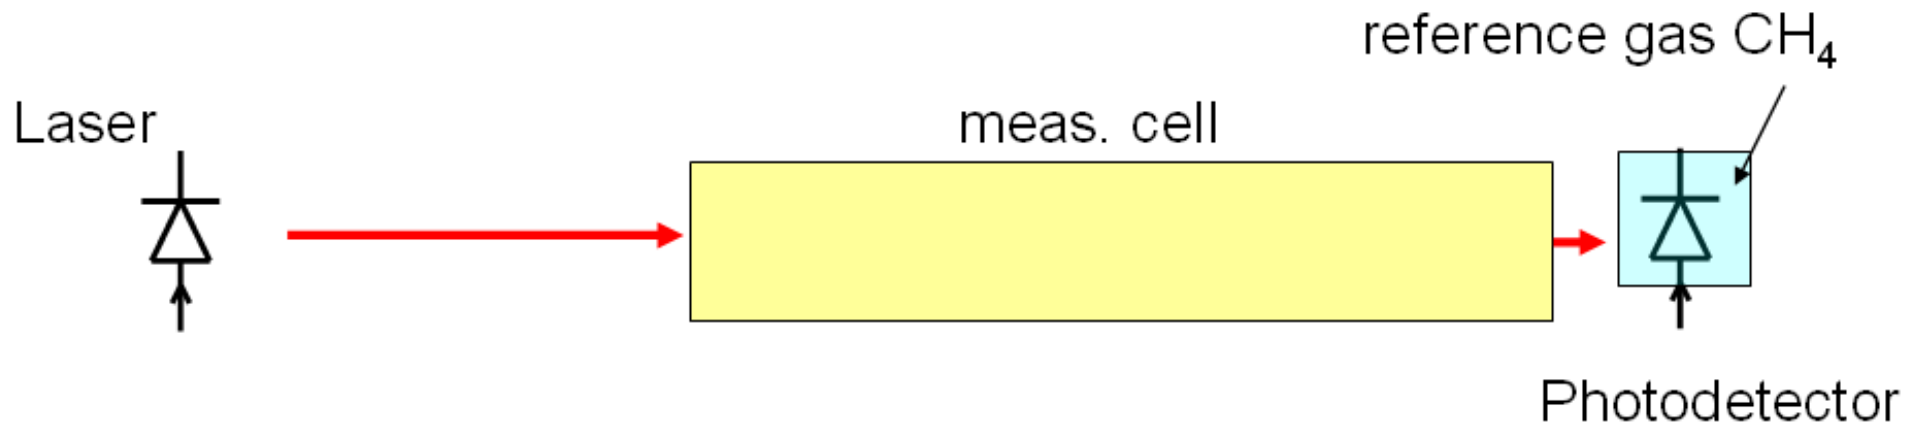 reference gas CH₄
Laser
meas. cell
Photodetector